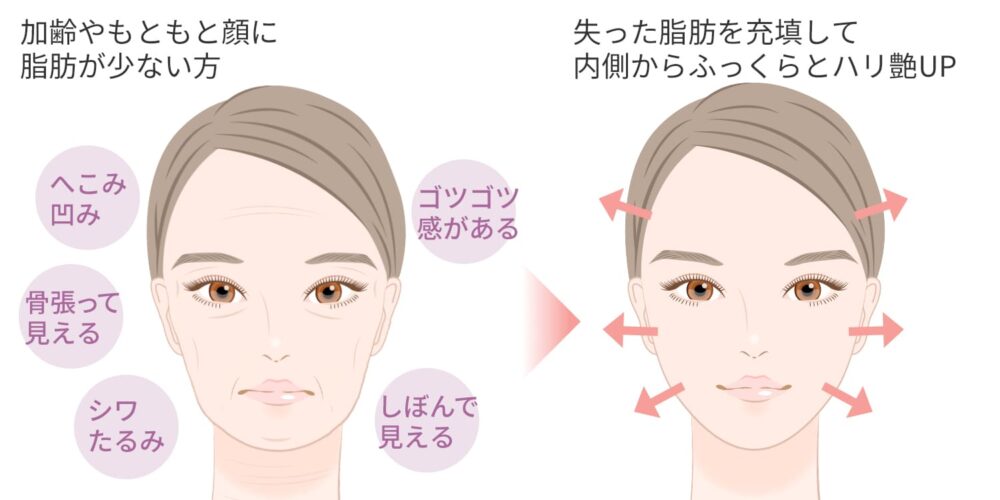 加齢やもともと顔に
脂肪が少ない方
へこみ
凹み
ゴツゴツ
感がある
骨張って
見える
シワ
たるみ
しぼんで
見える
失った脂肪を充填して
内側からふっくらとハリ艶UP